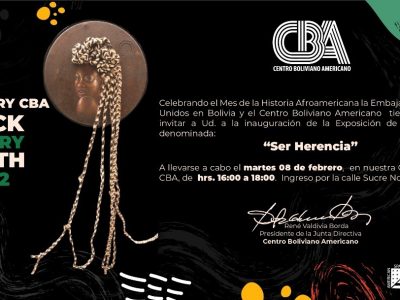 RY CBA
CK
RY
TH
2
CBA
CENTRO BOLIVIANO AMERICANO
Celebrando el Mes de la Historia Afroamericana la Embaja
Unidos en Bolivia y el Centro Boliviano Americano tie
invitar a Ud. a la inauguración de la Exposición de
denominada:
“Ser Herencia”
A llevarse a cabo el martes 08 de febrero, en nuestra
CBA, de hrs. 16:00 a 18:00. Ingreso por la calle Sucre No
René Valdivia Borda
Presidente de la Junta Directiva
Centro Boliviano Americano